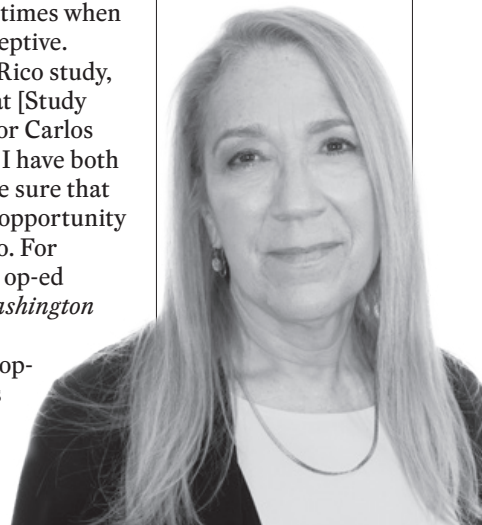 times when
eptive.
Rico study,
at [Study
or Carlos
I have both
e sure that
opportunity
o. For
op-ed
ashington
op-
s